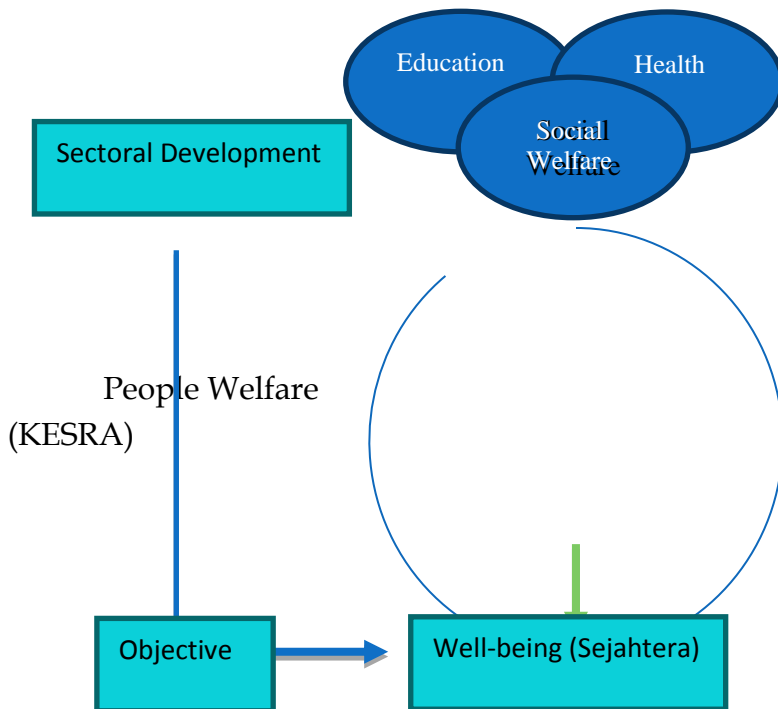 Education
Health
Social
Welfare
Sectoral Development
People Welfare
(KESRA)
Objective
Well-being (Sejahtera)